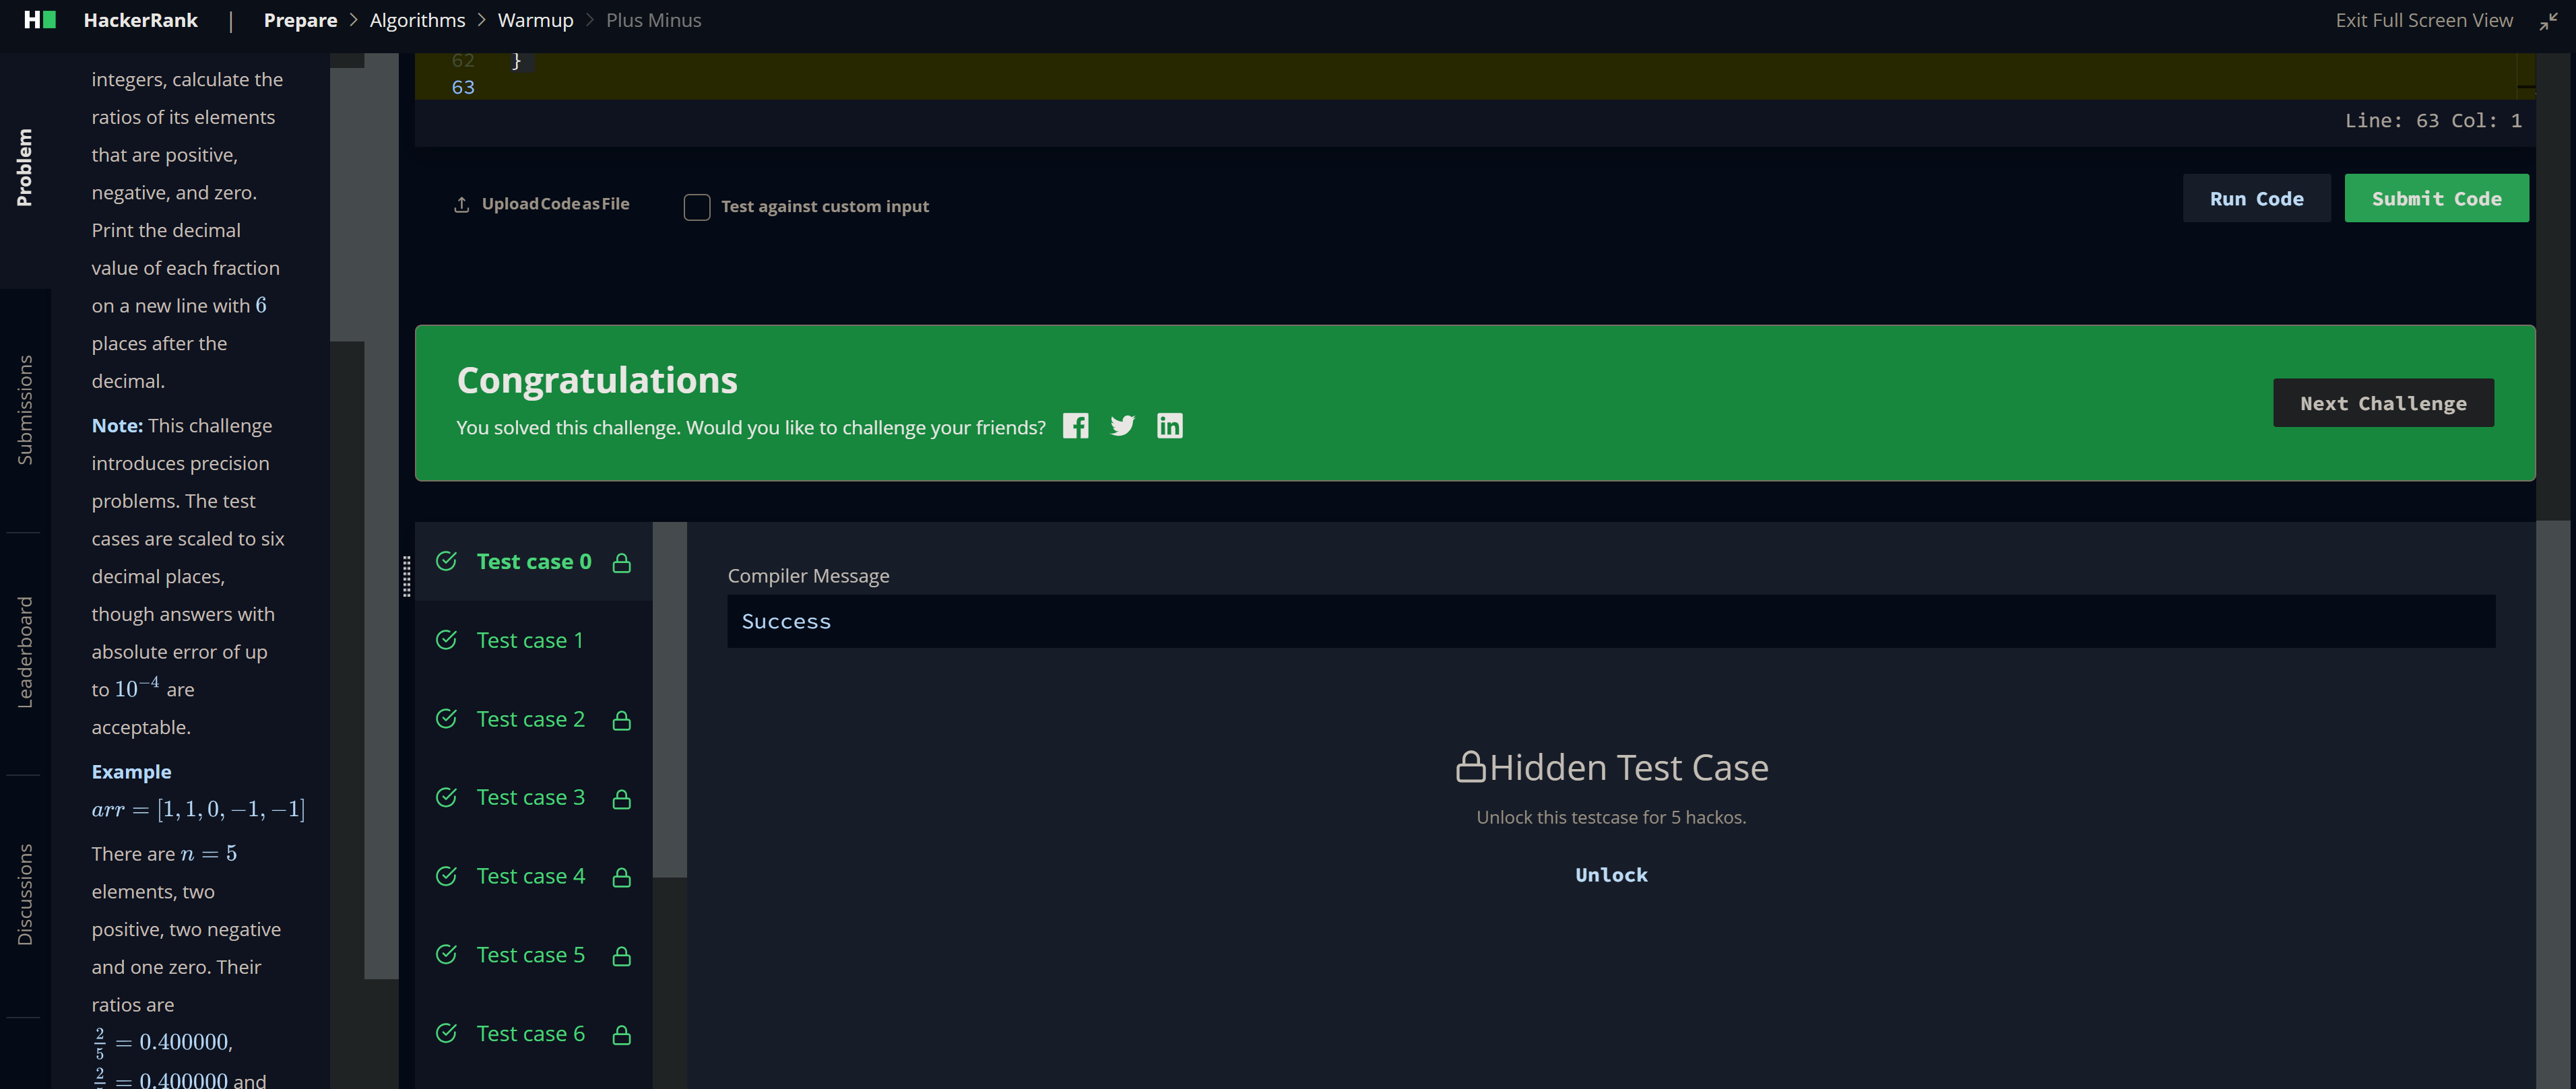 H
HackerRank | Prepare > Algorithms > Warmup > Plus Minus
Exit Full Screen View
Problem
Submissions
Leaderboard
Discussions
integers, calculate the
ratios of its elements
that are positive,
negative, and zero.
Print the decimal
value of each fraction
on a new line with 6
places after the
decimal.
Note: This challenge
introduces precision
problems. The test
cases are scaled to six
decimal places,
though answers with
absolute error of up
to 10⁻⁴ are
acceptable.
Example
arr = [1, 1, 0, −1, −1]
There are n = 5
elements, two
positive, two negative
and one zero. Their
ratios are
2/5 = 0.400000,
2/5 = 0.400000 and
62 }
63
Line: 63 Col: 1
Upload Code as File
Test against custom input
Run Code
Submit Code
Congratulations
You solved this challenge. Would you like to challenge your friends?
Next Challenge
Test case 0
Test case 1
Test case 2
Test case 3
Test case 4
Test case 5
Test case 6
Compiler Message
Success
Hidden Test Case
Unlock this testcase for 5 hackos.
Unlock